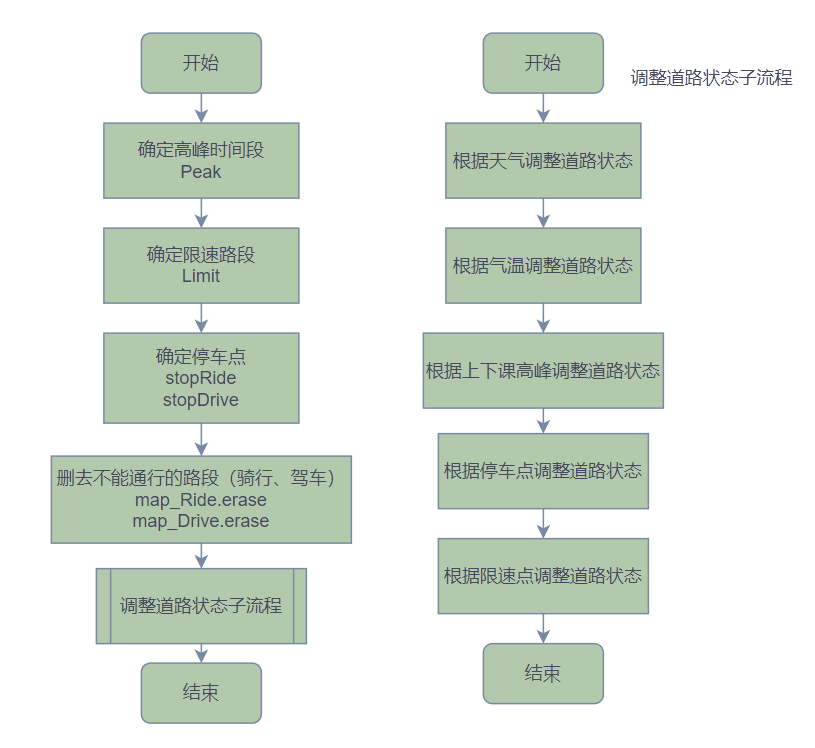 开始
确定高峰时间段
Peak
确定限速路段
Limit
确定停车点
stopRide
stopDrive
删去不能通行的路段（骑行、驾车）
map_Ride.erase
map_Drive.erase
调整道路状态子流程
结束
调整道路状态子流程
开始
根据天气调整道路状态
根据气温调整道路状态
根据上下课高峰调整道路状态
根据停车点调整道路状态
根据限速点调整道路状态
结束